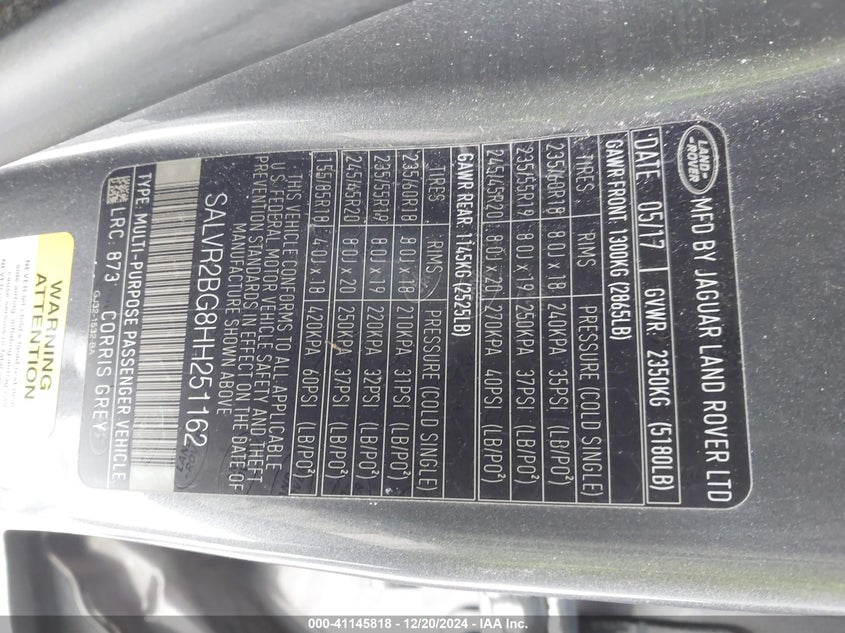 LAND
ROVER
MFD BY JAGUAR LAND ROVER LTD
DATE 05/17 GVWR 2350KG (5180LB)
GAWR FRONT 1300KG (2865LB)
TIRES RIMS PRESSURE (COLD SINGLE)
235/60R18 8.0J x 18 240KPA 35PSI (LB/PO²)
235/55R19 8.0J x 19 250KPA 37PSI (LB/PO²)
245/45R20 8.0J x 20 270KPA 40PSI (LB/PO²)
GAWR REAR 1145KG (2525LB)
TIRES RIMS PRESSURE (COLD SINGLE)
235/60R18 8.0J x 18 210KPA 31PSI (LB/PO²)
235/55R19 8.0J x 19 220KPA 32PSI (LB/PO²)
245/45R20 8.0J x 20 250KPA 37PSI (LB/PO²)
155/85R18 4.0J x 18 420KPA 60PSI (LB/PO²)
THIS VEHICLE CONFORMS TO ALL APPLICABLE
U.S. FEDERAL MOTOR VEHICLE SAFETY AND THEFT
PREVENTION STANDARDS IN EFFECT ON THE DATE OF
MANUFACTURE SHOWN ABOVE
SALVR2BG8HH251162
TYPE: MULTI-PURPOSE PASSENGER VEHICLE
LRC: 873 CORRIS GREY
GJ32-1532-BA
WARNING
ATTENTION
000-41145818 - 12/20/2024 - IAA Inc.